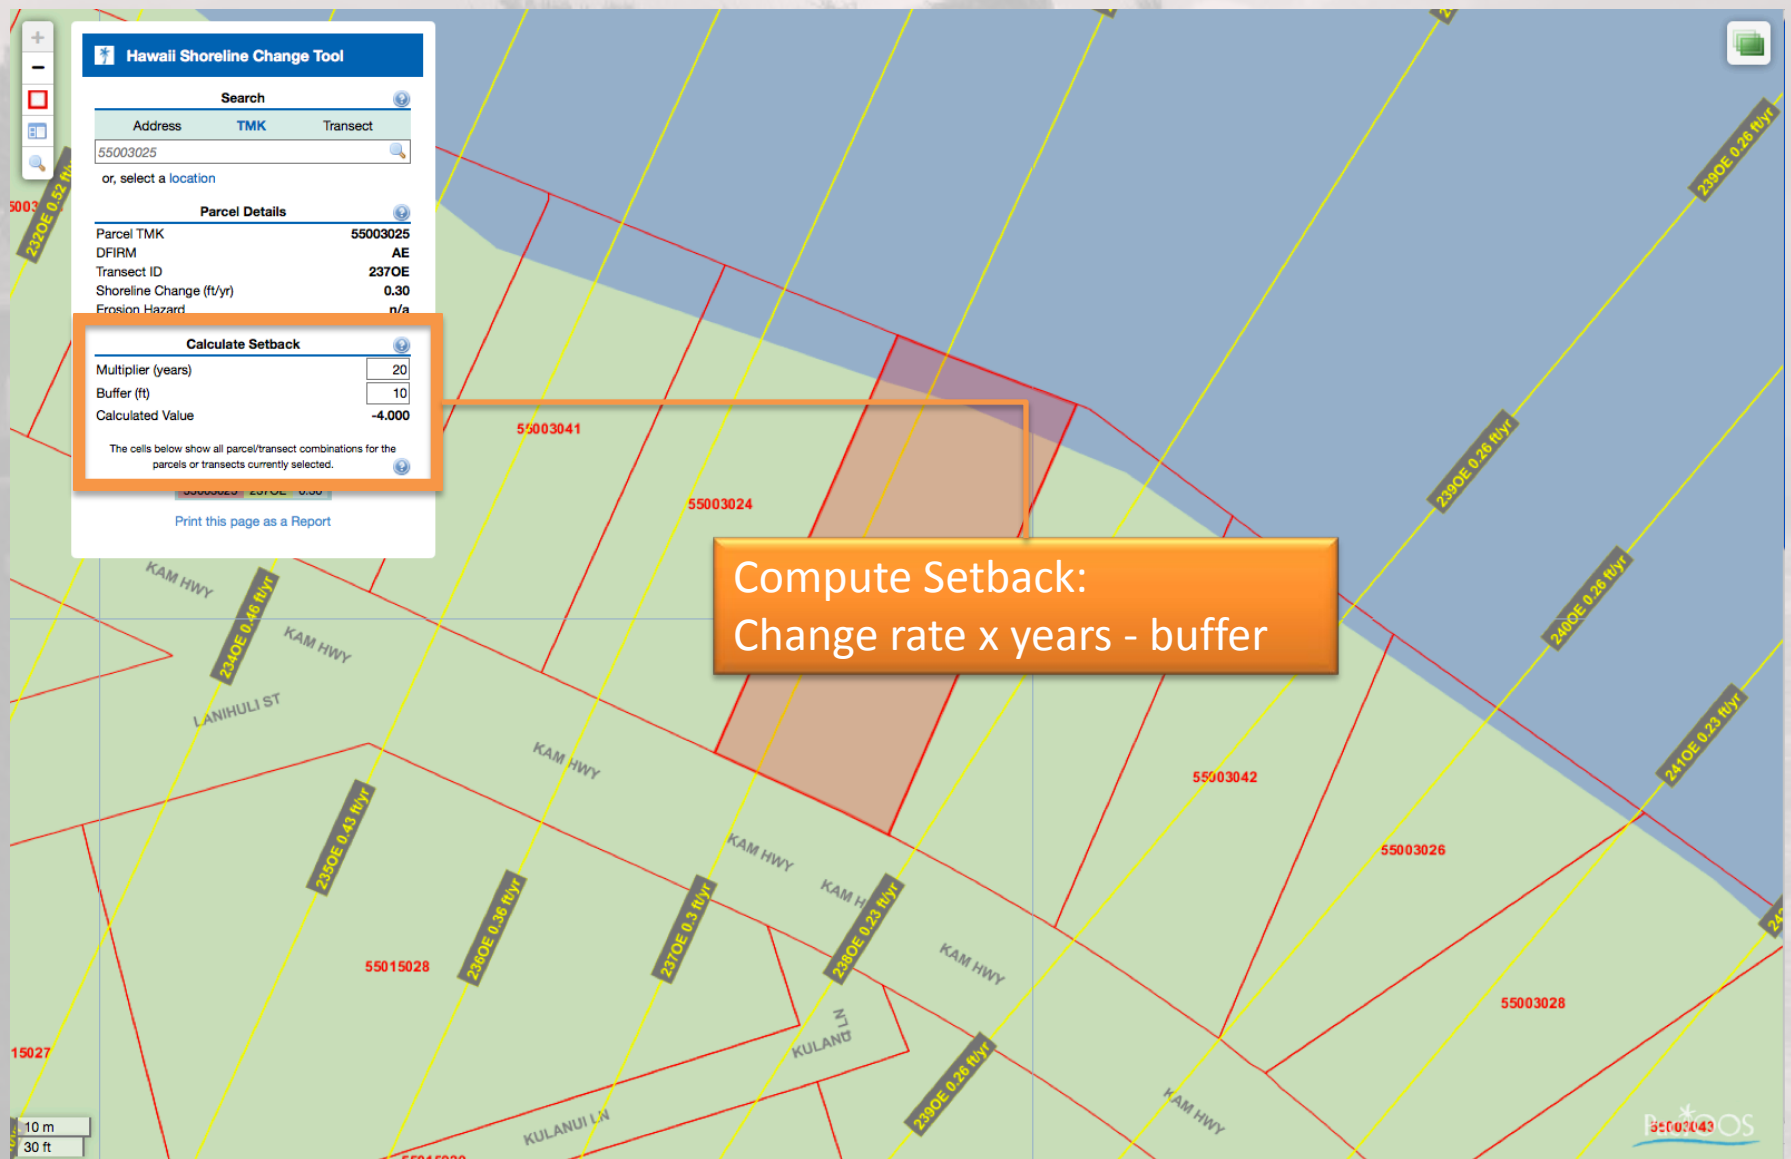 Hawaii Shoreline Change Tool
Search
Address TMK Transect
55003025
or, select a location
Parcel Details
Parcel TMK 55003025
DFIRM AE
Transect ID 237OE
Shoreline Change (ft/yr) 0.30
Erosion Hazard n/a
Calculate Setback
Multiplier (years) 20
Buffer (ft) 10
Calculated Value -4.000
The cells below show all parcel/transect combinations for the
parcels or transects currently selected.
55003025 237OE 0.30
Print this page as a Report
Compute Setback:
Change rate x years - buffer
232OE 0.52 ft/yr
239OE 0.26 ft/yr
55003041
55003024
239OE 0.26 ft/yr
KAM HWY
234OE 0.46 ft/yr
KAM HWY
240OE 0.26 ft/yr
LANIHULI ST
KAM HWY
241OE 0.23 ft/yr
55003042
235OE 0.43 ft/yr
KAM HWY
55003026
236OE 0.36 ft/yr
237OE 0.3 ft/yr
KAM H
238OE 0.23 ft/yr
55015028
KAM HWY
55003028
KULANU
LN
15027
239OE 0.26 ft/yr
KULANUI LN
KAM HWY
10 m
30 ft
55003043